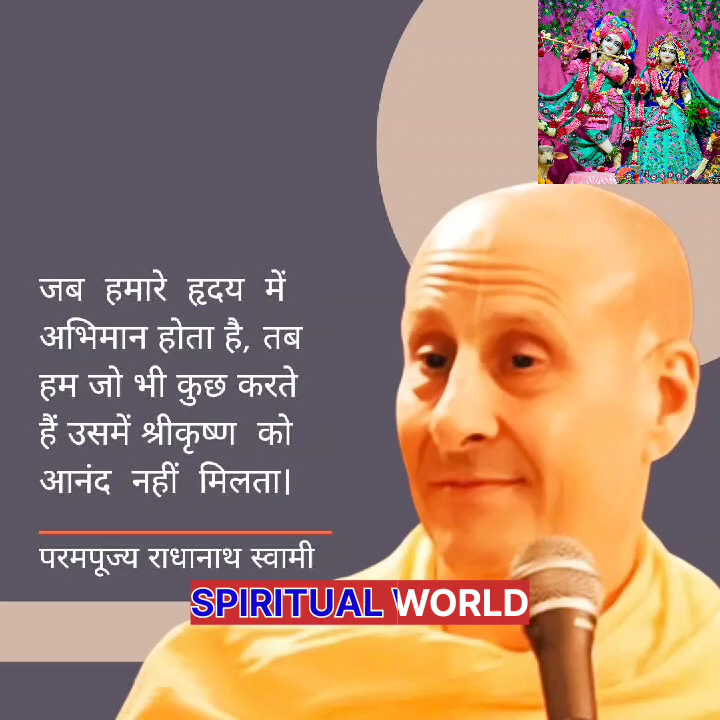 जब हमारे हृदय में
अभिमान होता है, तब
हम जो भी कुछ करते
हैं उसमें श्रीकृष्ण को
आनंद नहीं मिलता।
परमपूज्य राधानाथ स्वामी
SPIRITUAL WORLD